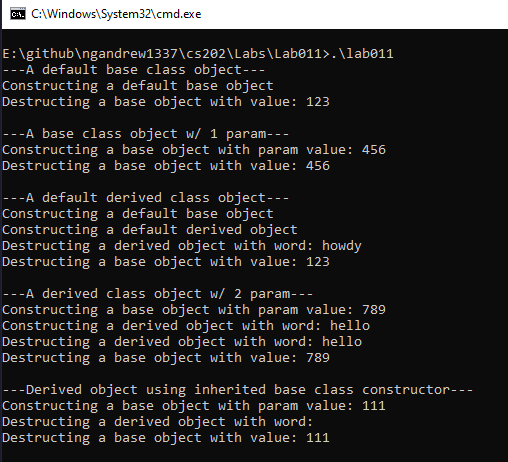 C:\Windows\System32\cmd.exe
E:\github\ngandrew1337\cs202\Labs\Lab011>.\lab011
---A default base class object---
Constructing a default base object
Destructing a base object with value: 123
---A base class object w/ 1 param---
Constructing a base object with param value: 456
Destructing a base object with value: 456
---A default derived class object---
Constructing a default base object
Constructing a default derived object
Destructing a derived object with word: howdy
Destructing a base object with value: 123
---A derived class object w/ 2 param---
Constructing a base object with param value: 789
Constructing a derived object with word: hello
Destructing a derived object with word: hello
Destructing a base object with value: 789
---Derived object using inherited base class constructor---
Constructing a base object with param value: 111
Destructing a derived object with word:
Destructing a base object with value: 111